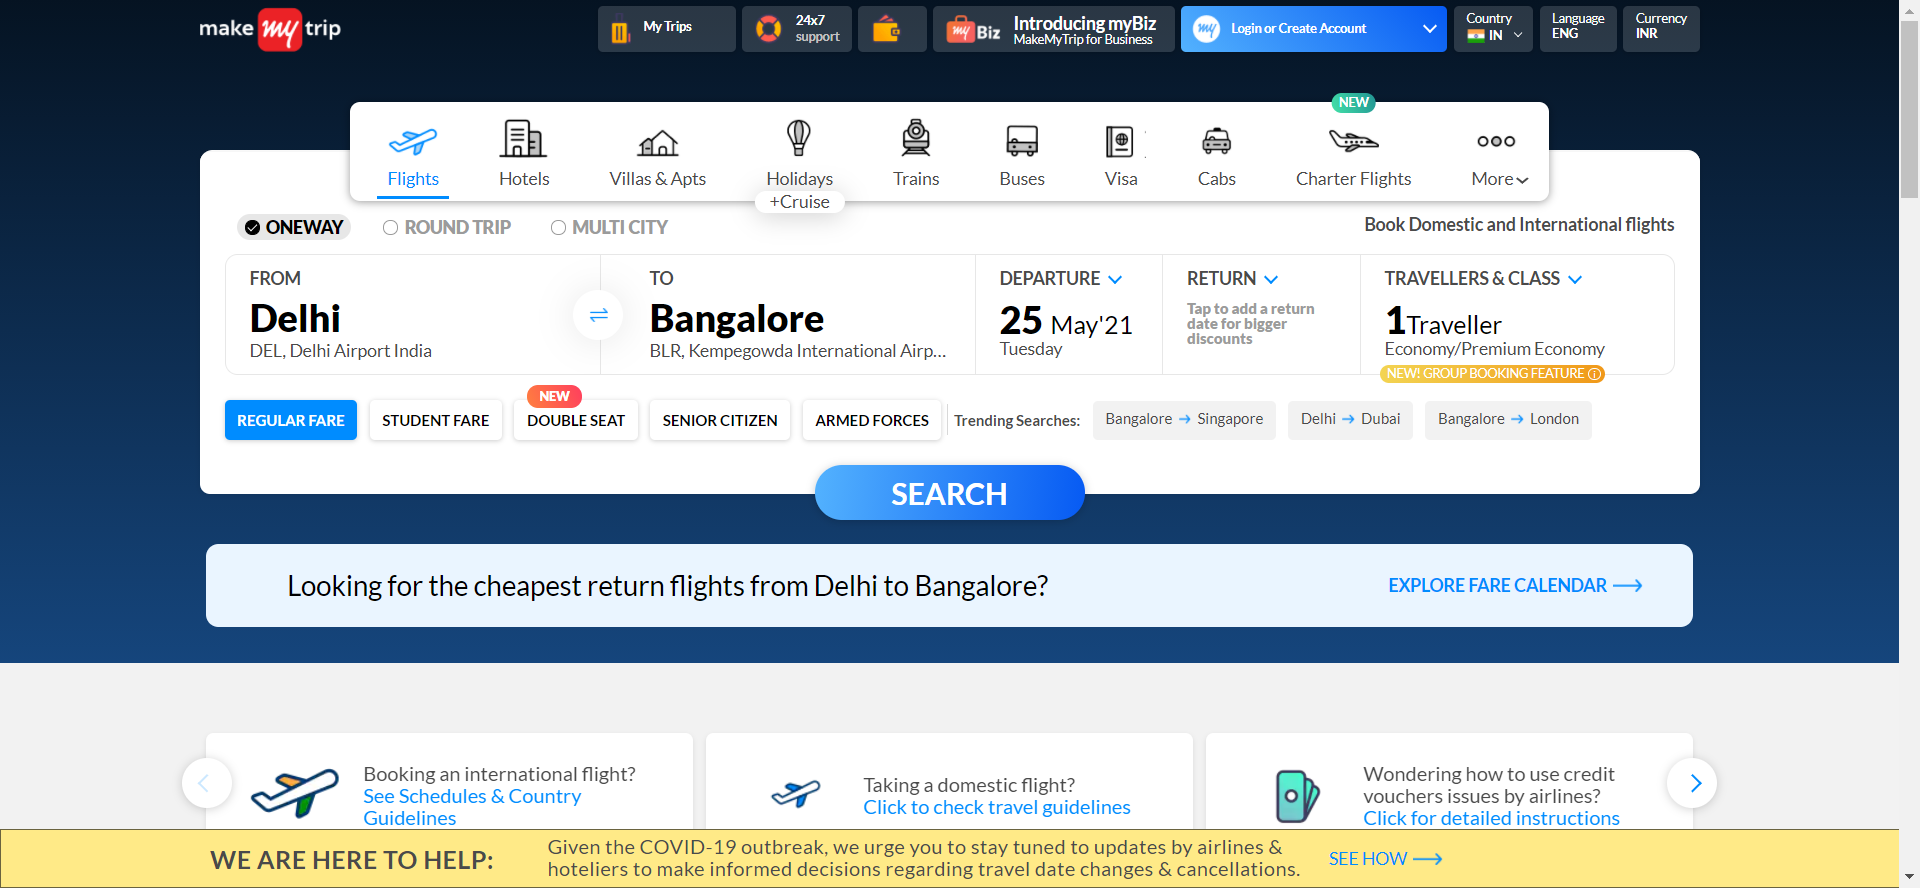 make my trip
My Trips
24x7
support
my Biz
Introducing myBiz
MakeMyTrip for Business
my
Login or Create Account
Country
IN
Language
ENG
Currency
INR
NEW
Flights
Hotels
Villas & Apts
Holidays
+Cruise
Trains
Buses
Visa
Cabs
Charter Flights
More
ONEWAY
ROUND TRIP
MULTI CITY
Book Domestic and International flights
FROM
Delhi
DEL, Delhi Airport India
TO
Bangalore
BLR, Kempegowda International Airp...
DEPARTURE
25 May'21
Tuesday
RETURN
Tap to add a return
date for bigger
discounts
TRAVELLERS & CLASS
1Traveller
Economy/Premium Economy
NEW! GROUP BOOKING FEATURE
REGULAR FARE
STUDENT FARE
NEW
DOUBLE SEAT
SENIOR CITIZEN
ARMED FORCES
Trending Searches:
Bangalore → Singapore
Delhi → Dubai
Bangalore → London
SEARCH
Looking for the cheapest return flights from Delhi to Bangalore?
EXPLORE FARE CALENDAR
Booking an international flight?
See Schedules & Country
Guidelines
Taking a domestic flight?
Click to check travel guidelines
Wondering how to use credit
vouchers issues by airlines?
Click for detailed instructions
WE ARE HERE TO HELP:
Given the COVID-19 outbreak, we urge you to stay tuned to updates by airlines &
hoteliers to make informed decisions regarding travel date changes & cancellations.
SEE HOW